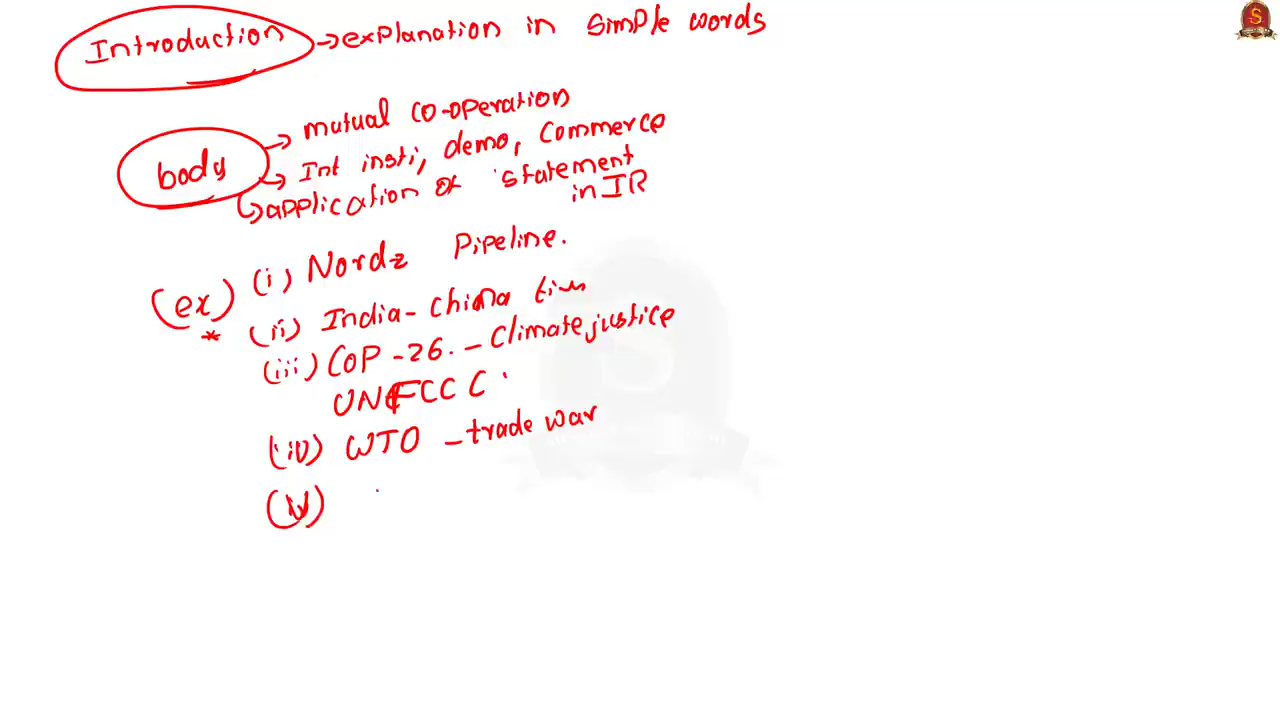 Introduction → explanation in simple words
body → mutual co-operation
→ Int insti, demo, Commerce
→ application of statement
in IR
(ex) (i) Nord2 Pipeline.
* (ii) India - China ties
(iii) COP -26. - Climate justice
UNFCCC
(iv) WTO - trade war
(v)